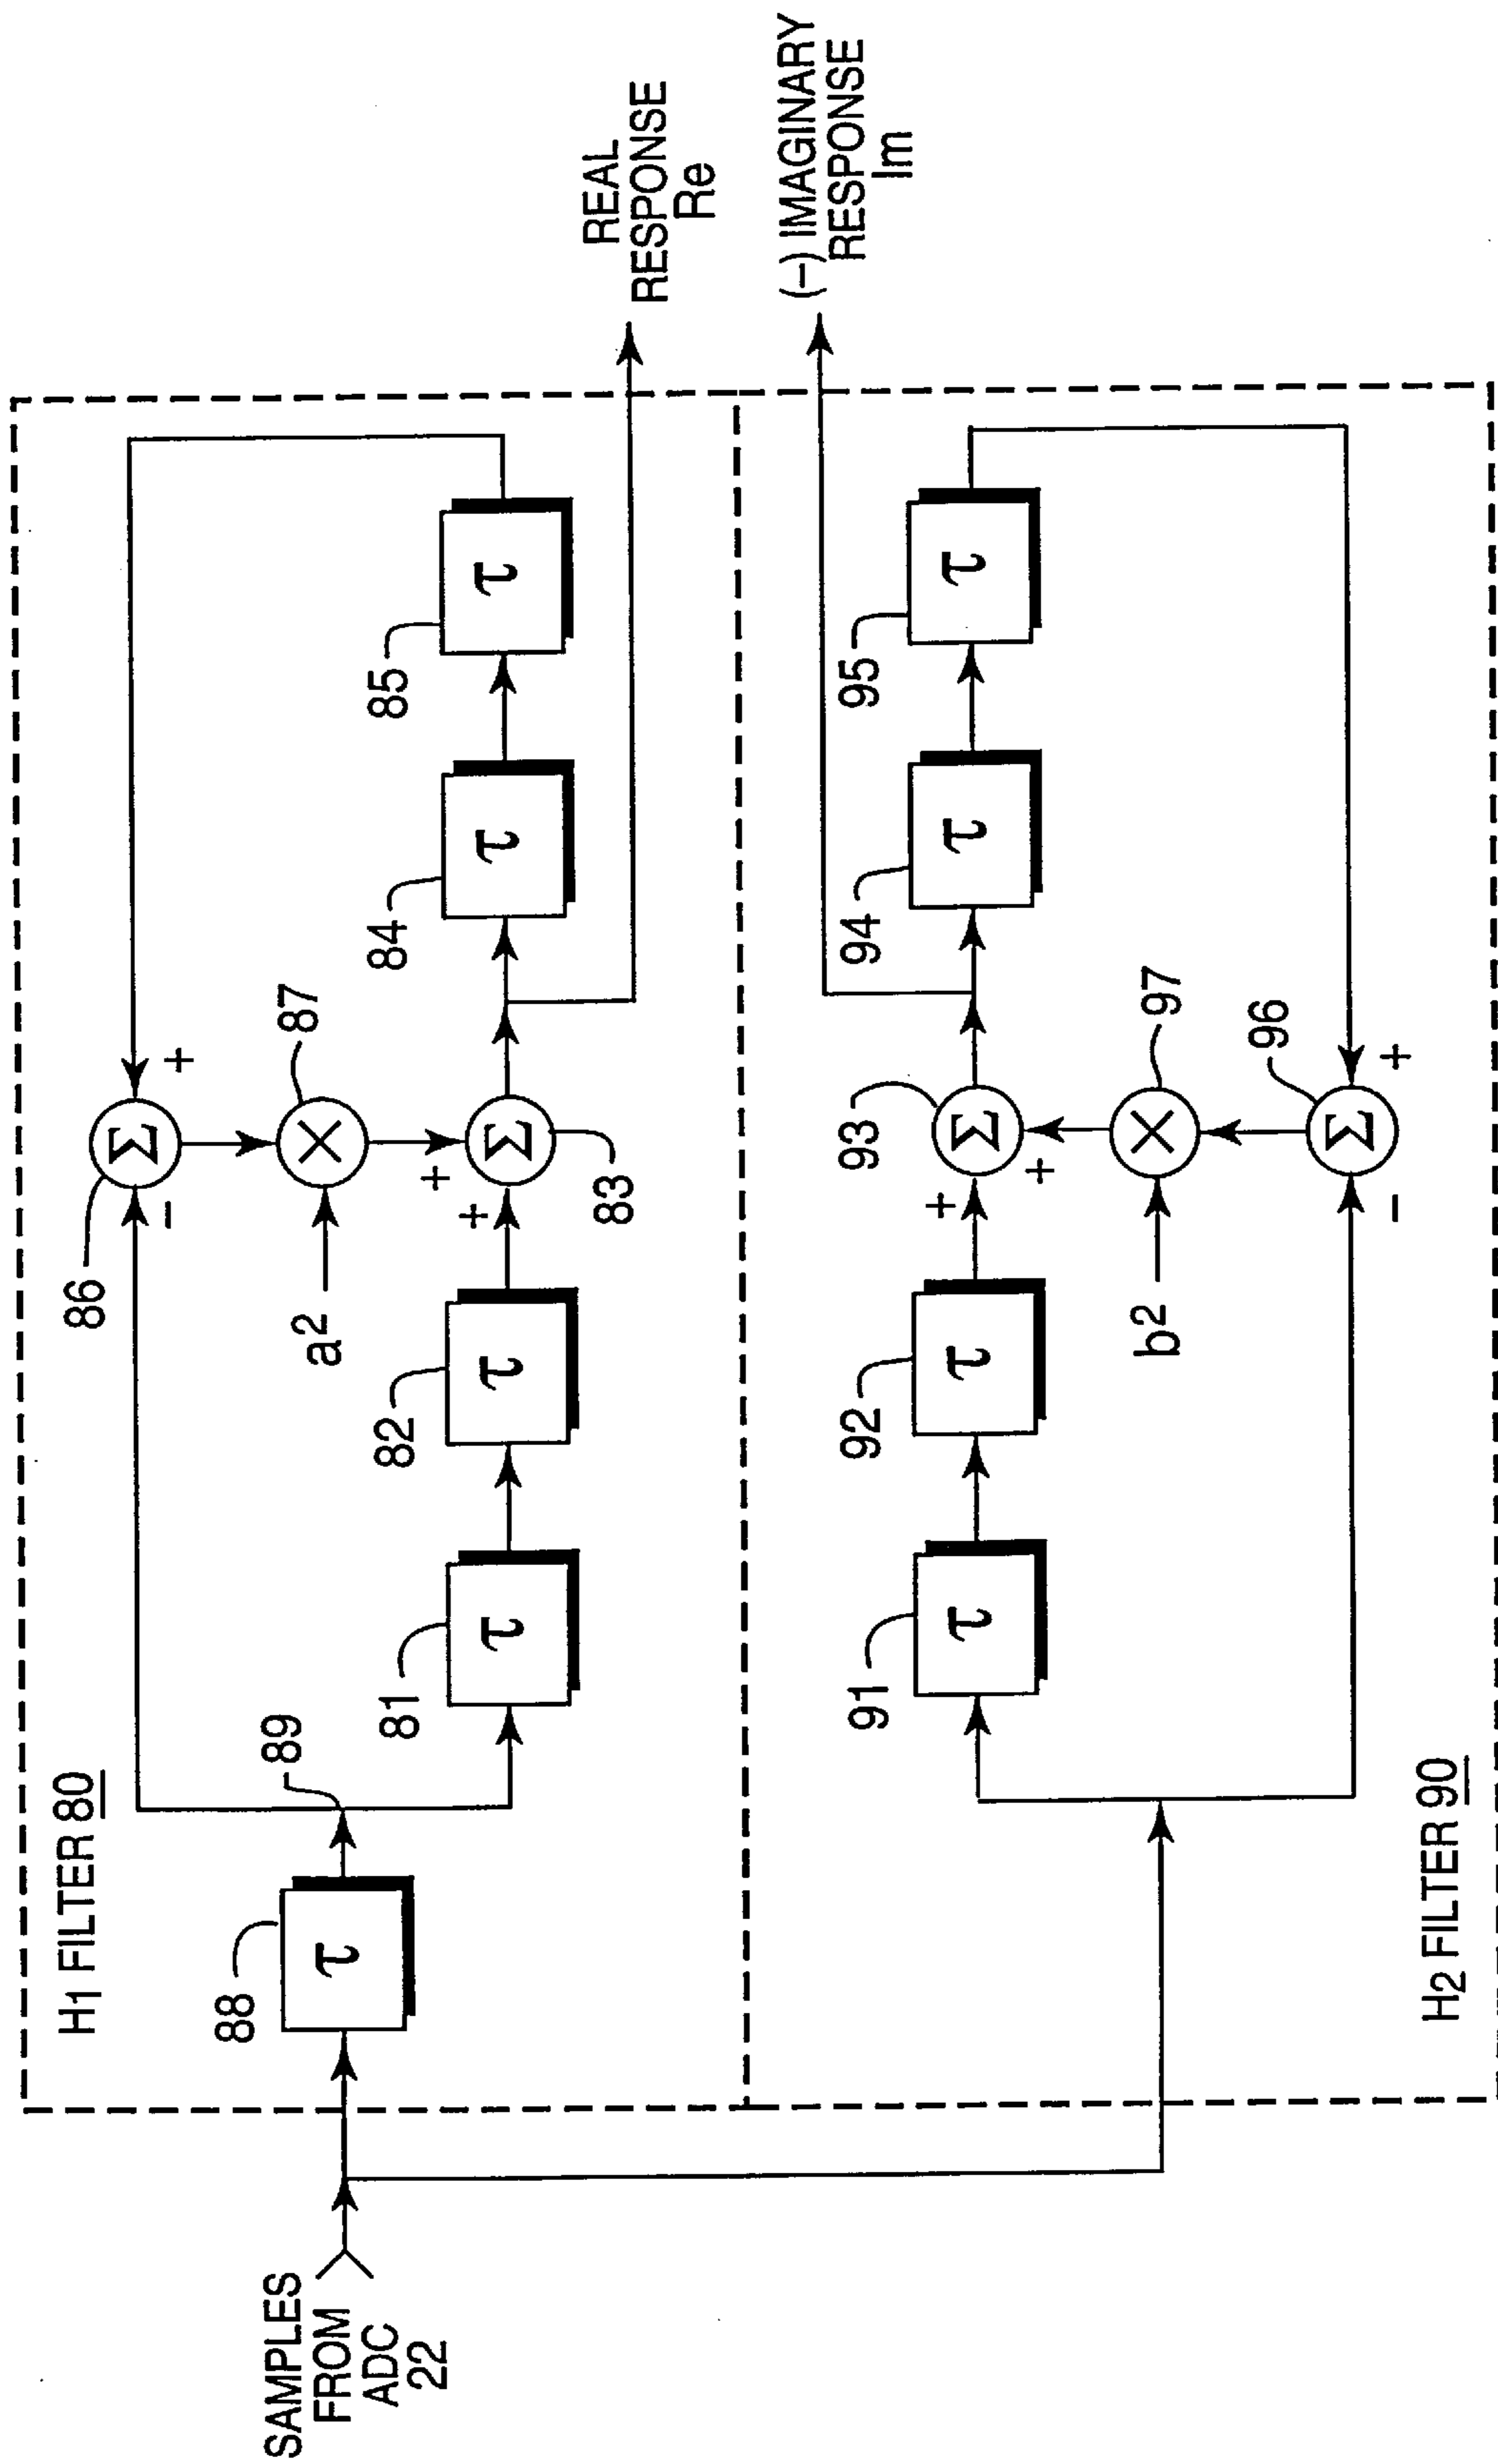 SAMPLES
FROM
ADC
22
H1 FILTER 80
88
τ
89
81
τ
82
τ
86
Σ
−
+
a2
×
87
+
+
Σ
83
84
τ
85
τ
REAL
RESPONSE
Re
(−) IMAGINARY
RESPONSE
Im
91
τ
92
τ
93
Σ
+
+
94
τ
95
τ
b2
×
97
96
Σ
−
+
H2 FILTER 90